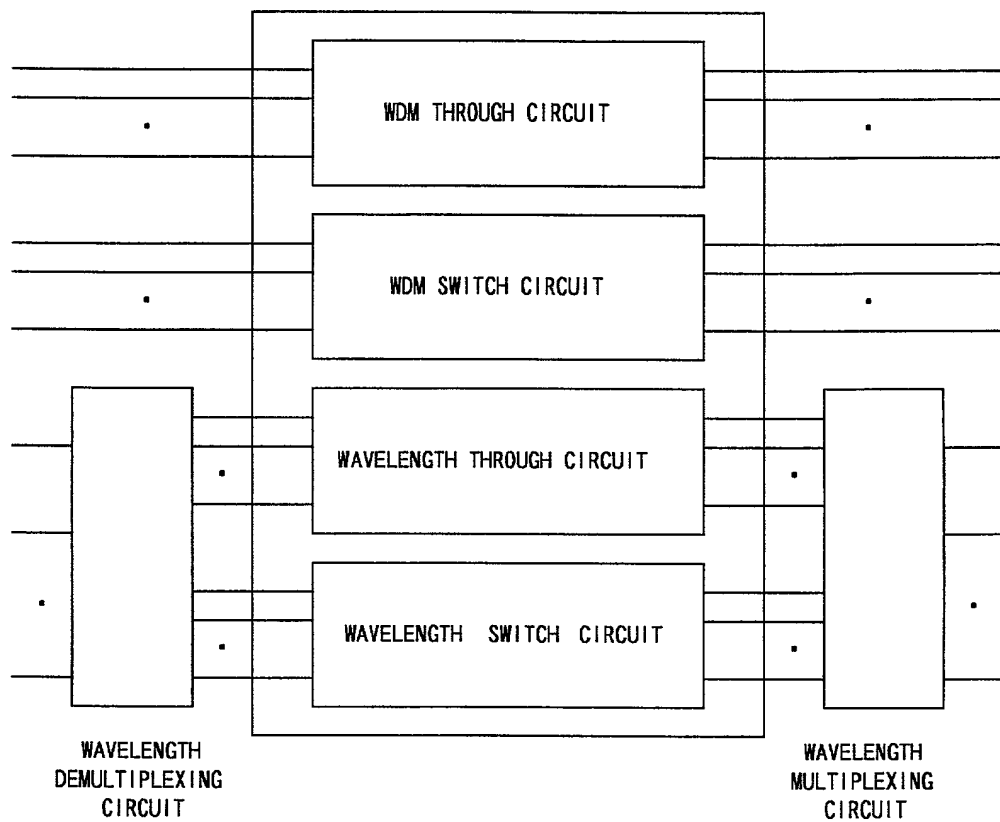 WDM THROUGH CIRCUIT
WDM SWITCH CIRCUIT
WAVELENGTH THROUGH CIRCUIT
WAVELENGTH SWITCH CIRCUIT
WAVELENGTH
DEMULTIPLEXING
CIRCUIT
WAVELENGTH
MULTIPLEXING
CIRCUIT